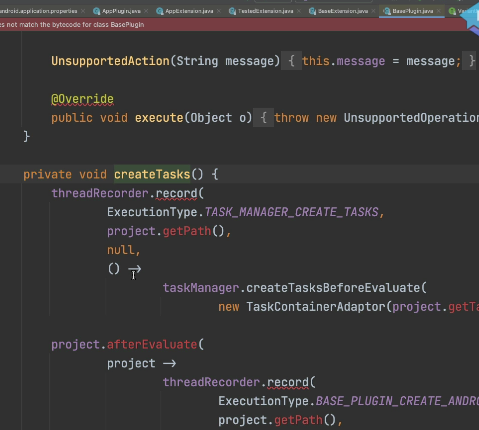 android.application.properties AppPlugin.java AppExtension.java TestedExtension.java BaseExtension.java BasePlugin.java
es not match the bytecode for class BasePlugin
UnsupportedAction(String message) { this.message = message; }
@Override
public void execute(Object o) { throw new UnsupportedOperation
}
private void createTasks() {
threadRecorder.record(
ExecutionType.TASK_MANAGER_CREATE_TASKS,
project.getPath(),
null,
() ->
taskManager.createTasksBeforeEvaluate(
new TaskContainerAdaptor(project.getTa
project.afterEvaluate(
project ->
threadRecorder.record(
ExecutionType.BASE_PLUGIN_CREATE_ANDR
project.getPath(),